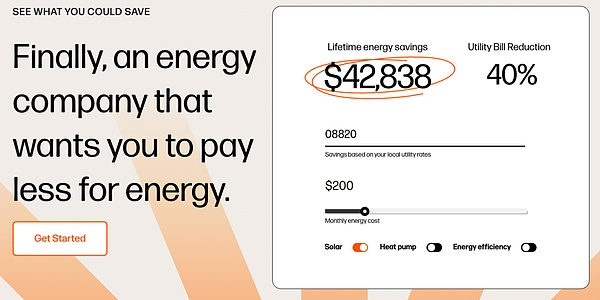 SEE WHAT YOU COULD SAVE
Finally, an energy
company that
wants you to pay
less for energy.
Get Started
Lifetime energy savings
$42,838
Utility Bill Reduction
40%
08820
Savings based on your local utility rates
$200
Monthly energy cost
Solar Heat pump Energy efficiency